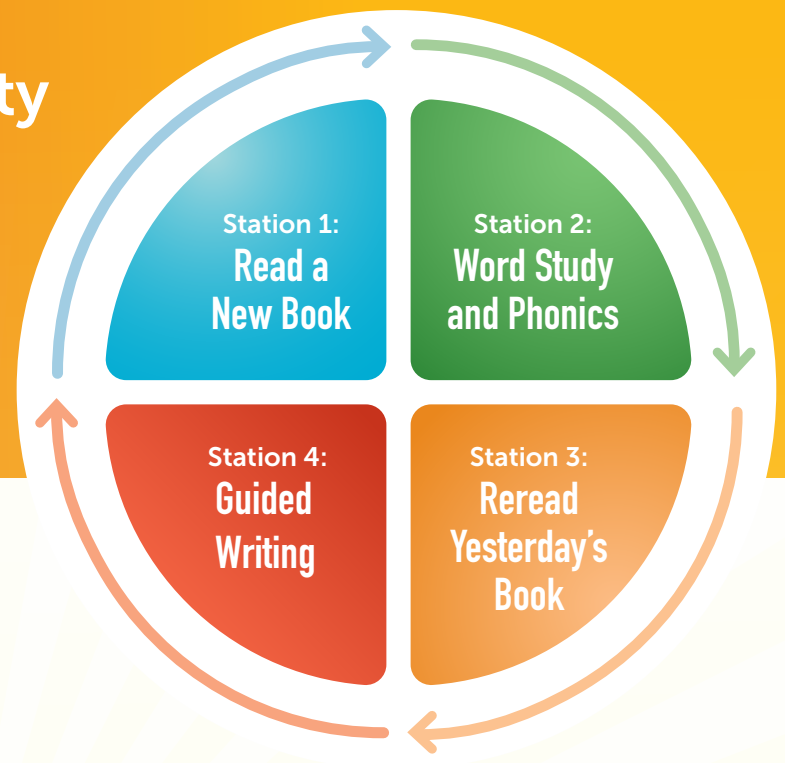 ty
Station 1:
Read a
New Book
Station 2:
Word Study
and Phonics
Station 4:
Guided
Writing
Station 3:
Reread
Yesterday's
Book